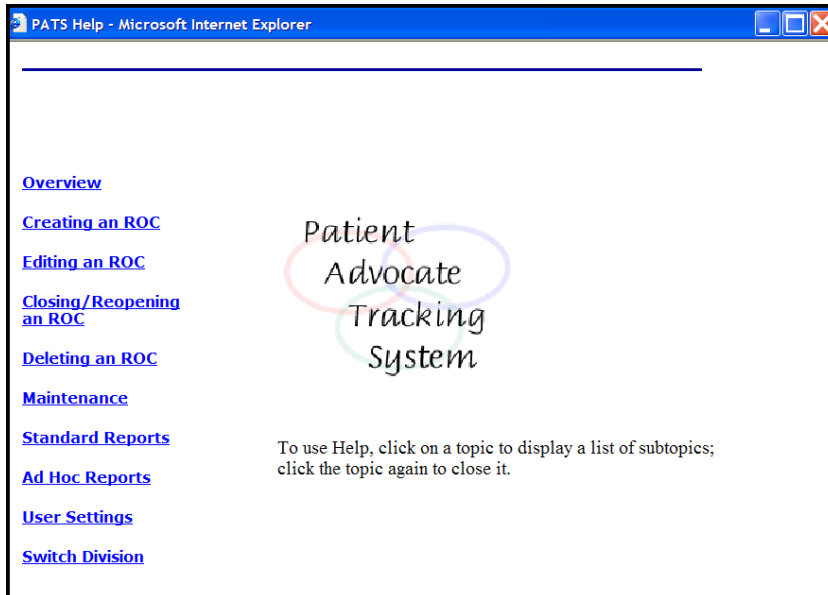 PATS Help - Microsoft Internet Explorer
Overview
Creating an ROC
Editing an ROC
Closing/Reopening
an ROC
Deleting an ROC
Maintenance
Standard Reports
Ad Hoc Reports
User Settings
Switch Division
Patient
Advocate
Tracking
System
To use Help, click on a topic to display a list of subtopics;
click the topic again to close it.